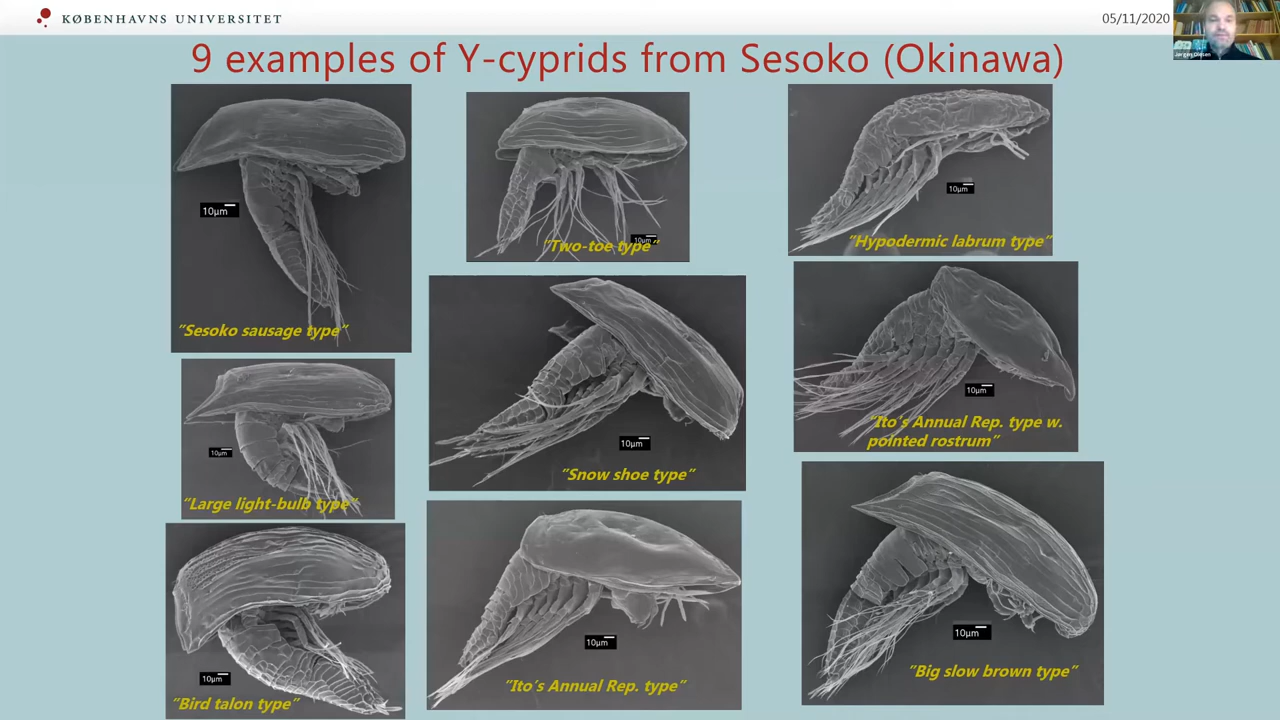 KØBENHAVNS UNIVERSITET
05/11/2020
Jørgen Olesen
9 examples of Y-cyprids from Sesoko (Okinawa)
10µm
"Sesoko sausage type"
10µm
"Two-toe type"
10µm
"Hypodermic labrum type"
10µm
"Large light-bulb type"
10µm
"Snow shoe type"
10µm
"Ito's Annual Rep. type w.
pointed rostrum"
10µm
"Bird talon type"
10µm
"Ito's Annual Rep. type"
10µm
"Big slow brown type"